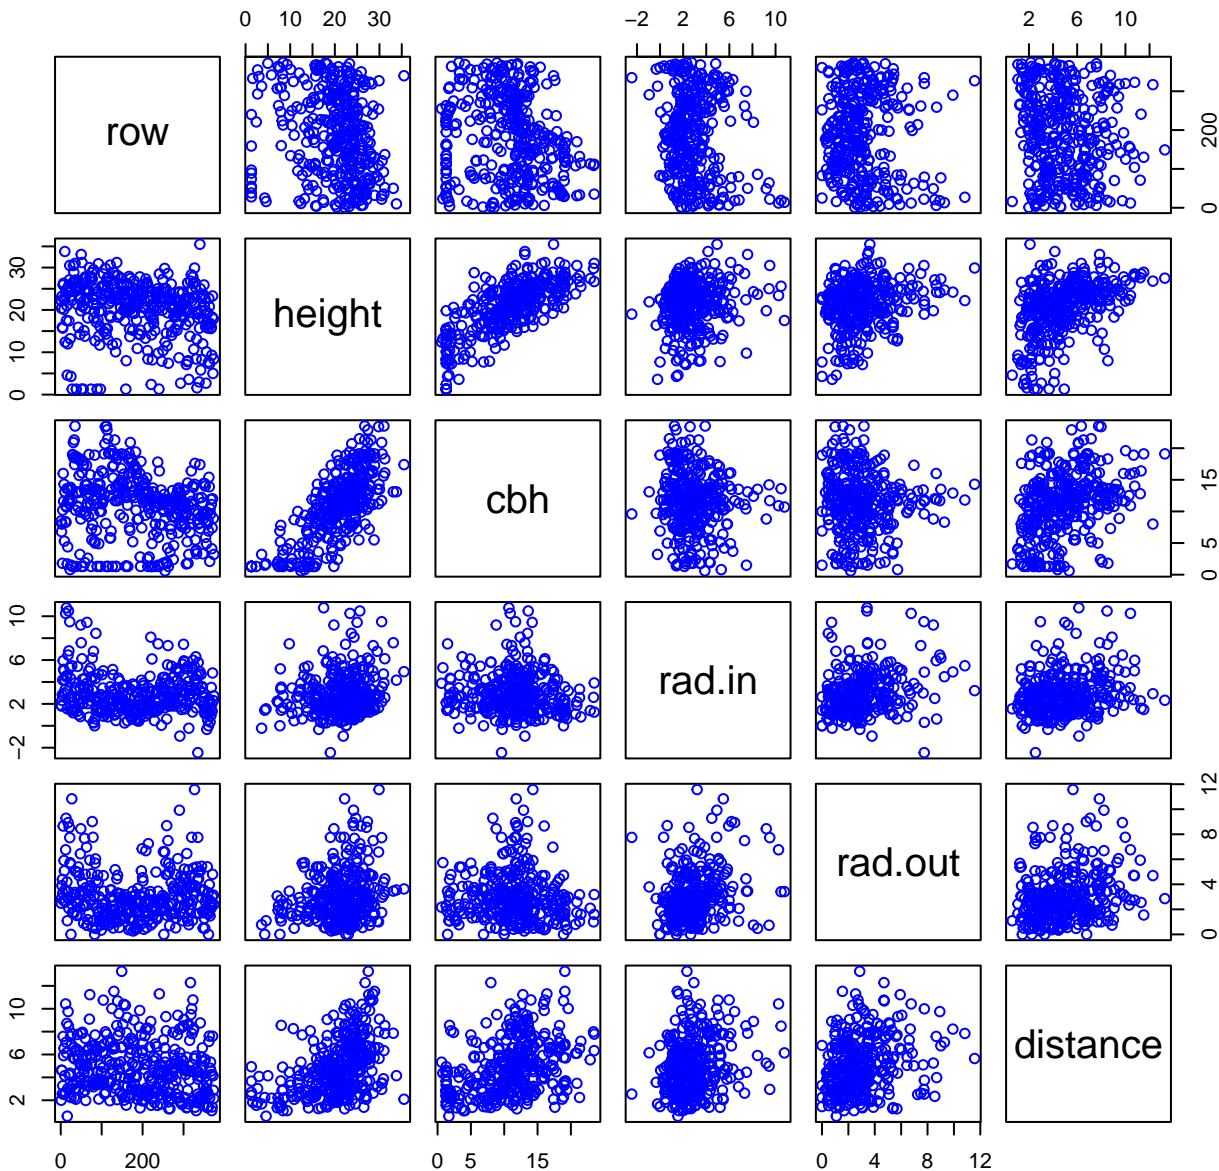 0 10 20 30 −2 2 6 10 2 6 10
row 0 200
0 10 20 30 height
cbh 0 5 15
−2 2 6 10 rad.in
rad.out 0 4 8 12
2 6 10 distance
0 200 0 5 15 0 4 8 12